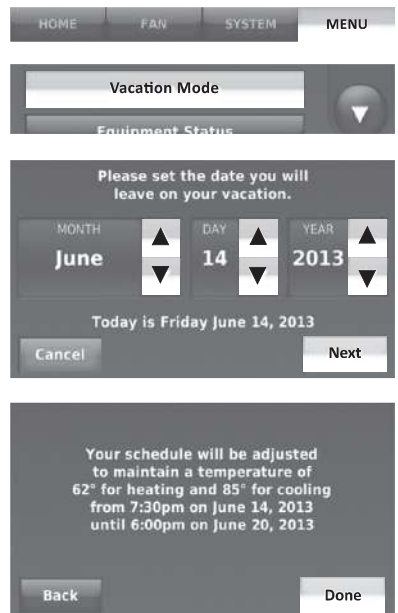 HOME FAN SYSTEM MENU
Vacation Mode
Equipment Status
Please set the date you will
leave on your vacation.
MONTH DAY YEAR
June 14 2013
Today is Friday June 14, 2013
Cancel Next
Your schedule will be adjusted
to maintain a temperature of
62° for heating and 85° for cooling
from 7:30pm on June 14, 2013
until 6:00pm on June 20, 2013
Back Done